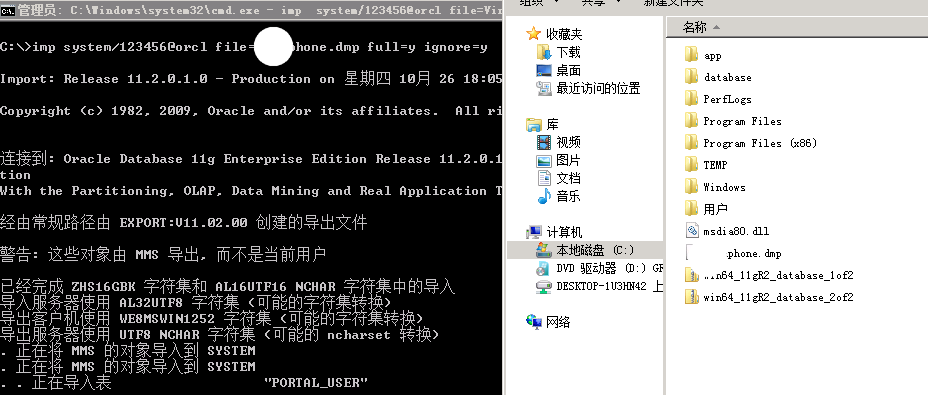 管理员: C:\Windows\system32\cmd.exe - imp  system/123456@orcl file=Vir
C:\>imp system/123456@orcl file= phone.dmp full=y ignore=y
Import: Release 11.2.0.1.0 - Production on 星期四 10月 26 18:05
Copyright (c) 1982, 2009, Oracle and/or its affiliates.  All ri
连接到: Oracle Database 11g Enterprise Edition Release 11.2.0.1
tion
With the Partitioning, OLAP, Data Mining and Real Application T
经由常规路径由 EXPORT:V11.02.00 创建的导出文件
警告: 这些对象由 MMS 导出, 而不是当前用户
已经完成 ZHS16GBK 字符集和 AL16UTF16 NCHAR 字符集中的导入
导入服务器使用 AL32UTF8 字符集 (可能的字符集转换)
导出客户机使用 WE8MSWIN1252 字符集 (可能的字符集转换)
导出服务器使用 UTF8 NCHAR 字符集 (可能的 ncharset 转换)
. 正在将 MMS 的对象导入到 SYSTEM
. 正在将 MMS 的对象导入到 SYSTEM
. . 正在导入表 "PORTAL_USER"
组织 共享 新建文件夹
收藏夹
下载
桌面
最近访问的位置
库
视频
图片
文档
音乐
计算机
本地磁盘 (C:)
DVD 驱动器 (D:) GR
DESKTOP-1U3HN42 上
网络
名称
app
database
PerfLogs
Program Files
Program Files (x86)
TEMP
Windows
用户
msdia80.dll
phone.dmp
...n64_11gR2_database_1of2
win64_11gR2_database_2of2